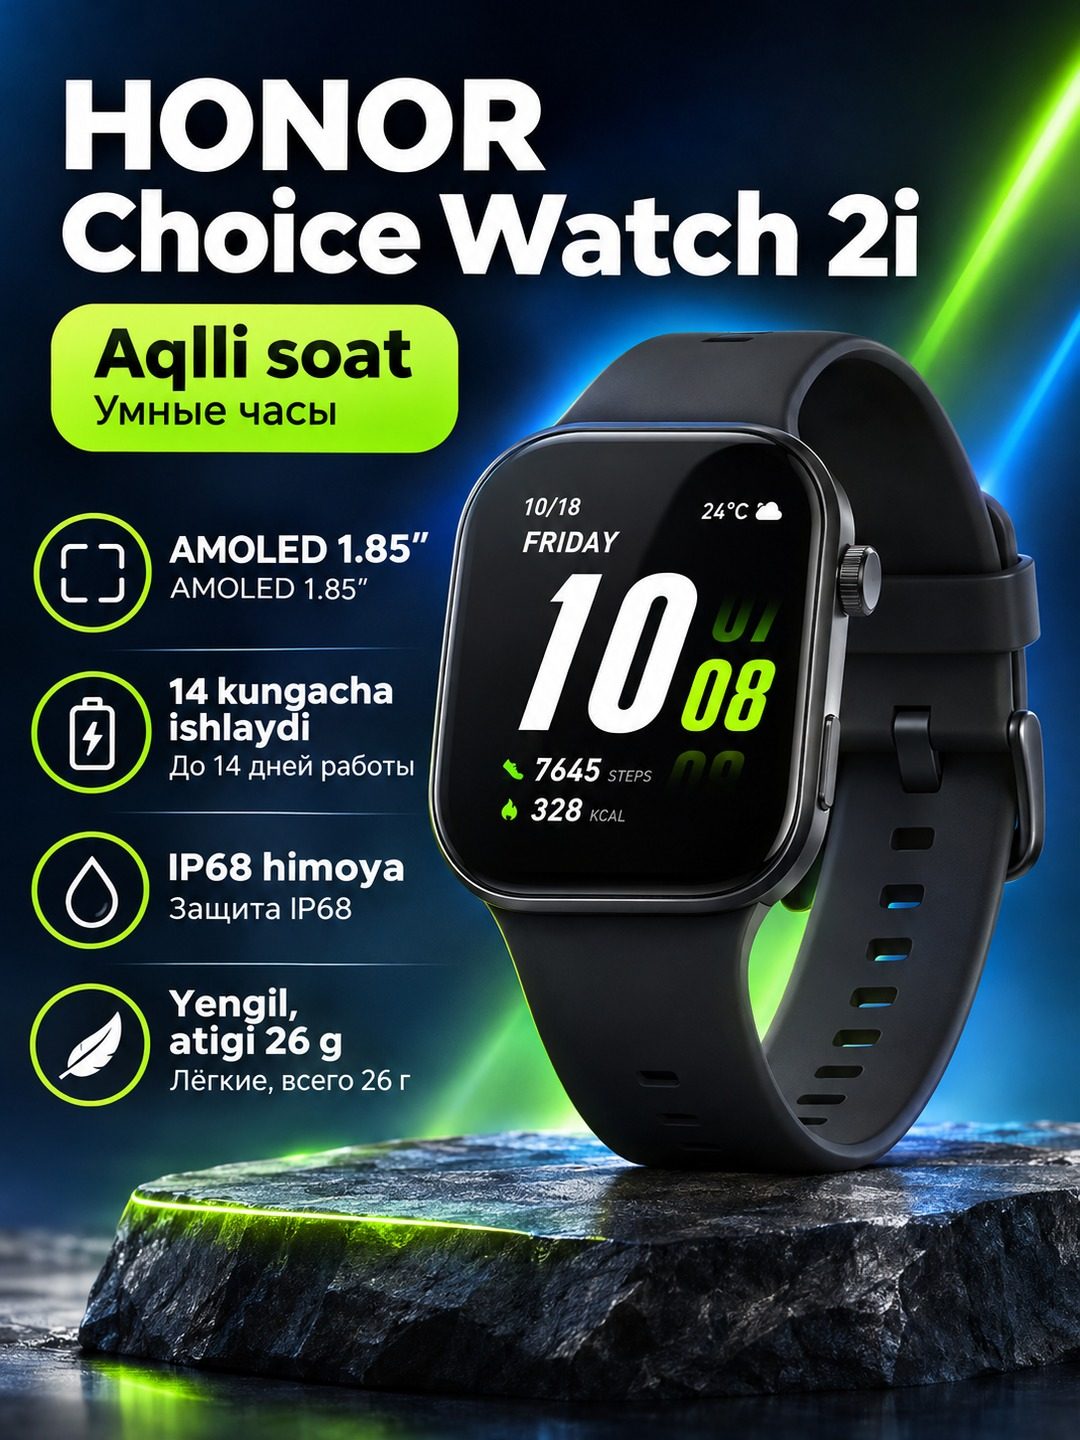 HONOR
Choice Watch 2i
Aqlli soat
Умные часы
AMOLED 1.85”
AMOLED 1.85”
14 kungacha
ishlaydi
До 14 дней работы
IP68 himoya
Защита IP68
Yengil,
atigi 26 g
Лёгкие, всего 26 г
10/18
24°C
FRIDAY
10
07
08
09
7645 STEPS
328 KCAL